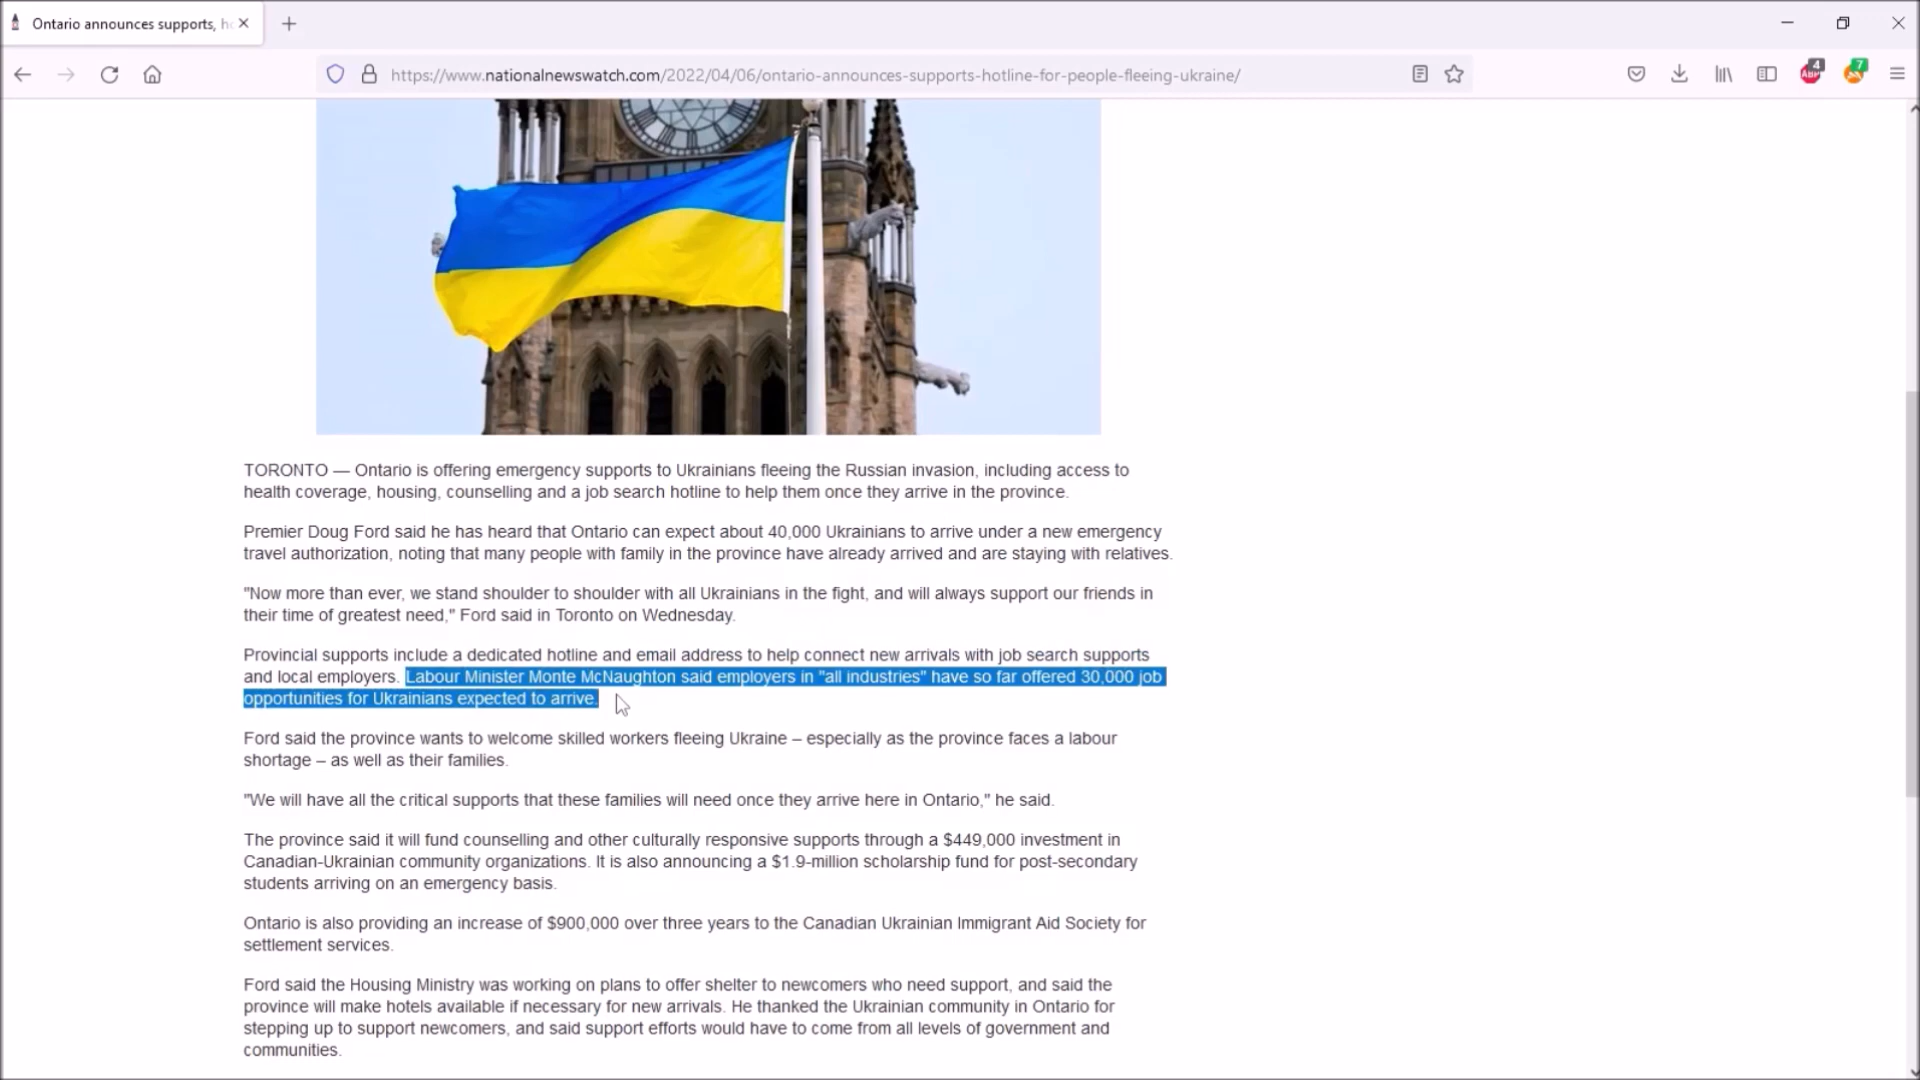 Ontario announces supports, h
https://www.nationalnewswatch.com/2022/04/06/ontario-announces-supports-hotline-for-people-fleeing-ukraine/
ABP
4
7
TORONTO — Ontario is offering emergency supports to Ukrainians fleeing the Russian invasion, including access to
health coverage, housing, counselling and a job search hotline to help them once they arrive in the province.
Premier Doug Ford said he has heard that Ontario can expect about 40,000 Ukrainians to arrive under a new emergency
travel authorization, noting that many people with family in the province have already arrived and are staying with relatives.
"Now more than ever, we stand shoulder to shoulder with all Ukrainians in the fight, and will always support our friends in
their time of greatest need," Ford said in Toronto on Wednesday.
Provincial supports include a dedicated hotline and email address to help connect new arrivals with job search supports
and local employers. Labour Minister Monte McNaughton said employers in "all industries" have so far offered 30,000 job
opportunities for Ukrainians expected to arrive.
Ford said the province wants to welcome skilled workers fleeing Ukraine – especially as the province faces a labour
shortage – as well as their families.
"We will have all the critical supports that these families will need once they arrive here in Ontario," he said.
The province said it will fund counselling and other culturally responsive supports through a $449,000 investment in
Canadian-Ukrainian community organizations. It is also announcing a $1.9-million scholarship fund for post-secondary
students arriving on an emergency basis.
Ontario is also providing an increase of $900,000 over three years to the Canadian Ukrainian Immigrant Aid Society for
settlement services.
Ford said the Housing Ministry was working on plans to offer shelter to newcomers who need support, and said the
province will make hotels available if necessary for new arrivals. He thanked the Ukrainian community in Ontario for
stepping up to support newcomers, and said support efforts would have to come from all levels of government and
communities.